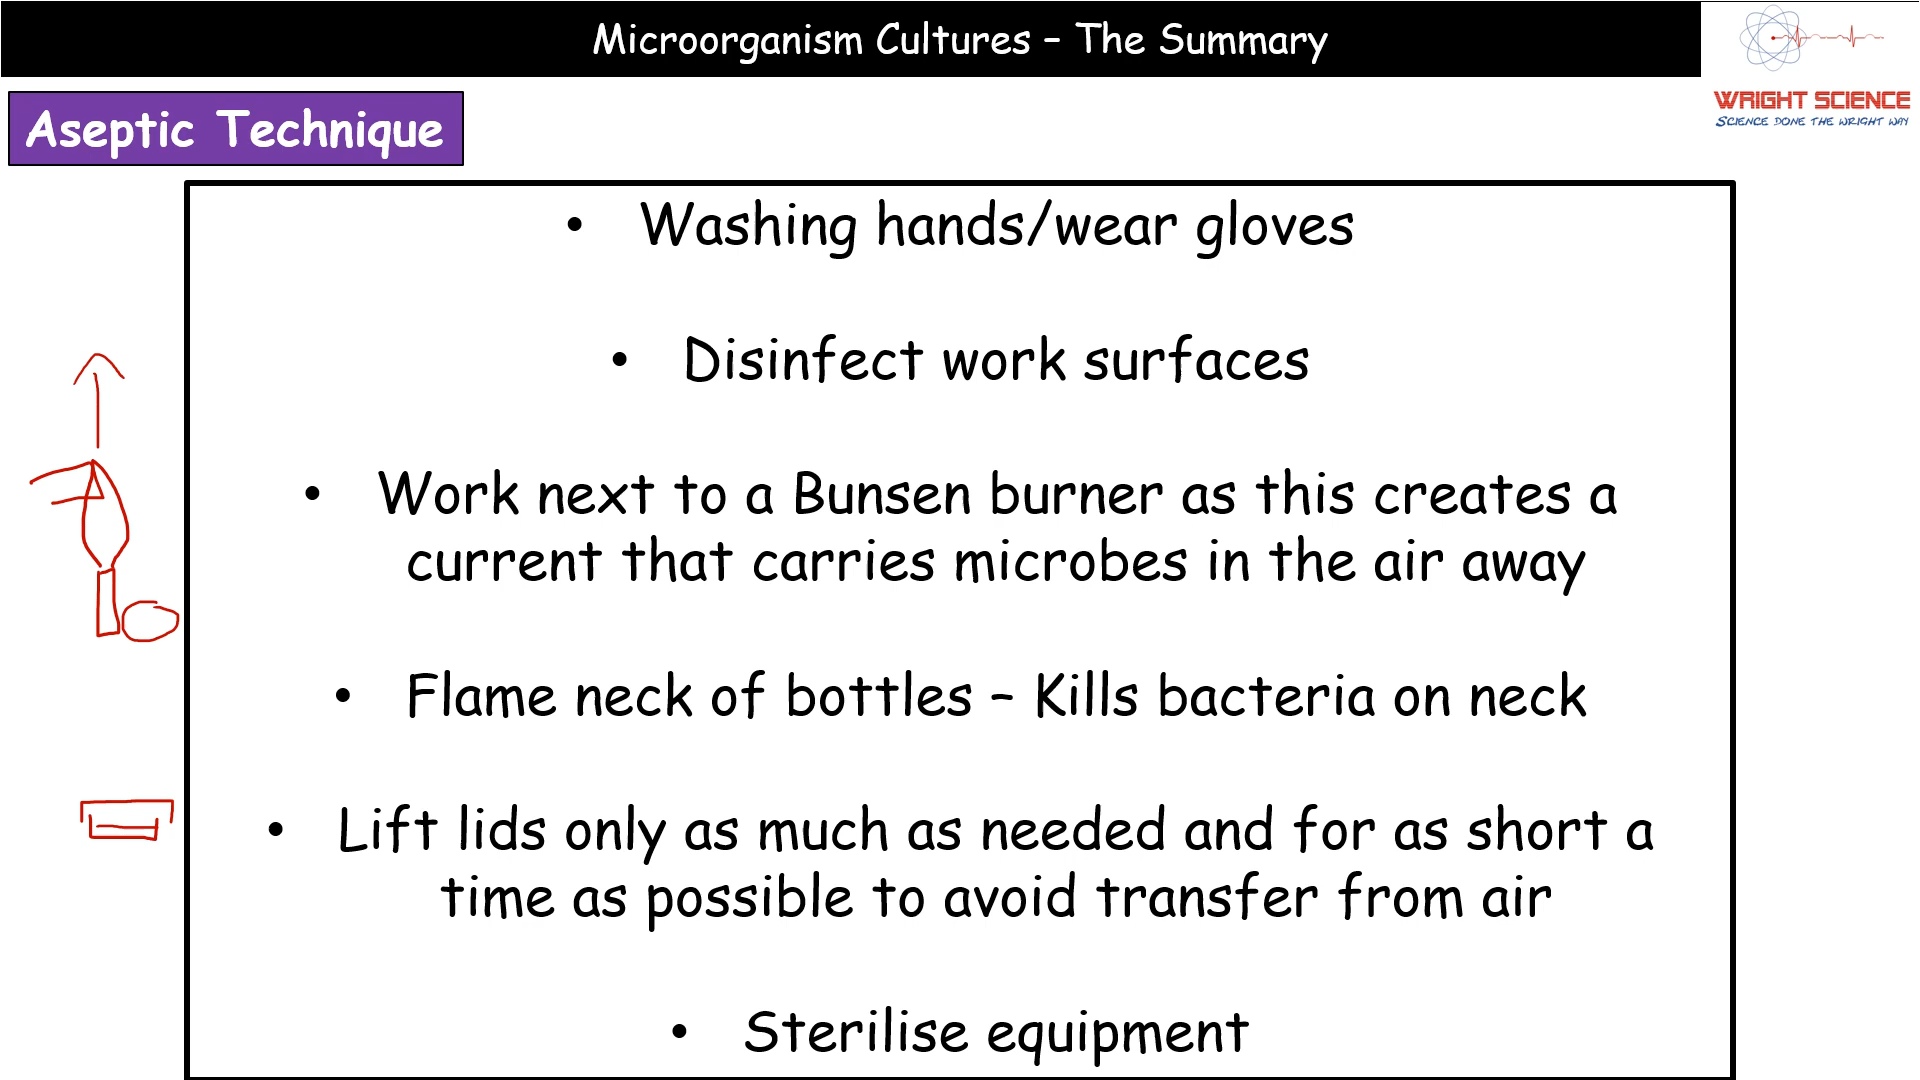 Microorganism Cultures – The Summary
WRIGHT SCIENCE
SCIENCE DONE THE WRIGHT WAY
Aseptic Technique
• Washing hands/wear gloves
• Disinfect work surfaces
• Work next to a Bunsen burner as this creates a
current that carries microbes in the air away
• Flame neck of bottles – Kills bacteria on neck
• Lift lids only as much as needed and for as short a
time as possible to avoid transfer from air
• Sterilise equipment